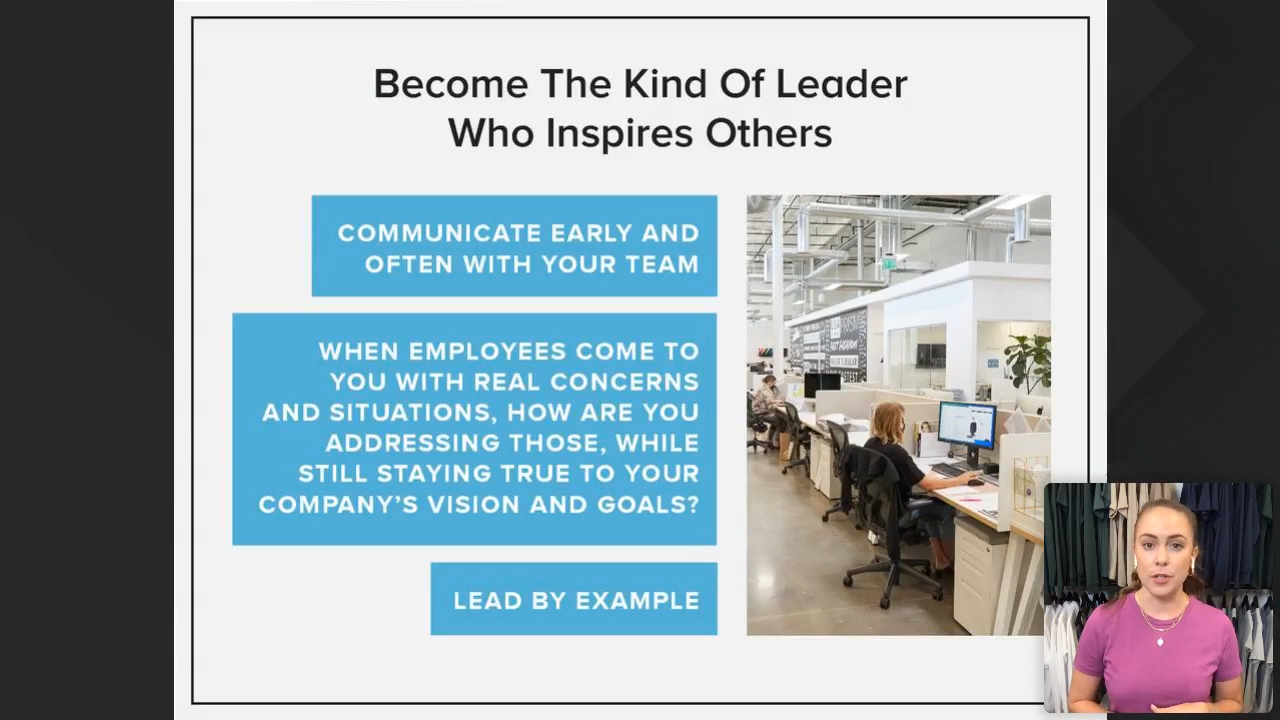 Become The Kind Of Leader
Who Inspires Others
COMMUNICATE EARLY AND
OFTEN WITH YOUR TEAM
WHEN EMPLOYEES COME TO
YOU WITH REAL CONCERNS
AND SITUATIONS, HOW ARE YOU
ADDRESSING THOSE, WHILE
STILL STAYING TRUE TO YOUR
COMPANY’S VISION AND GOALS?
LEAD BY EXAMPLE